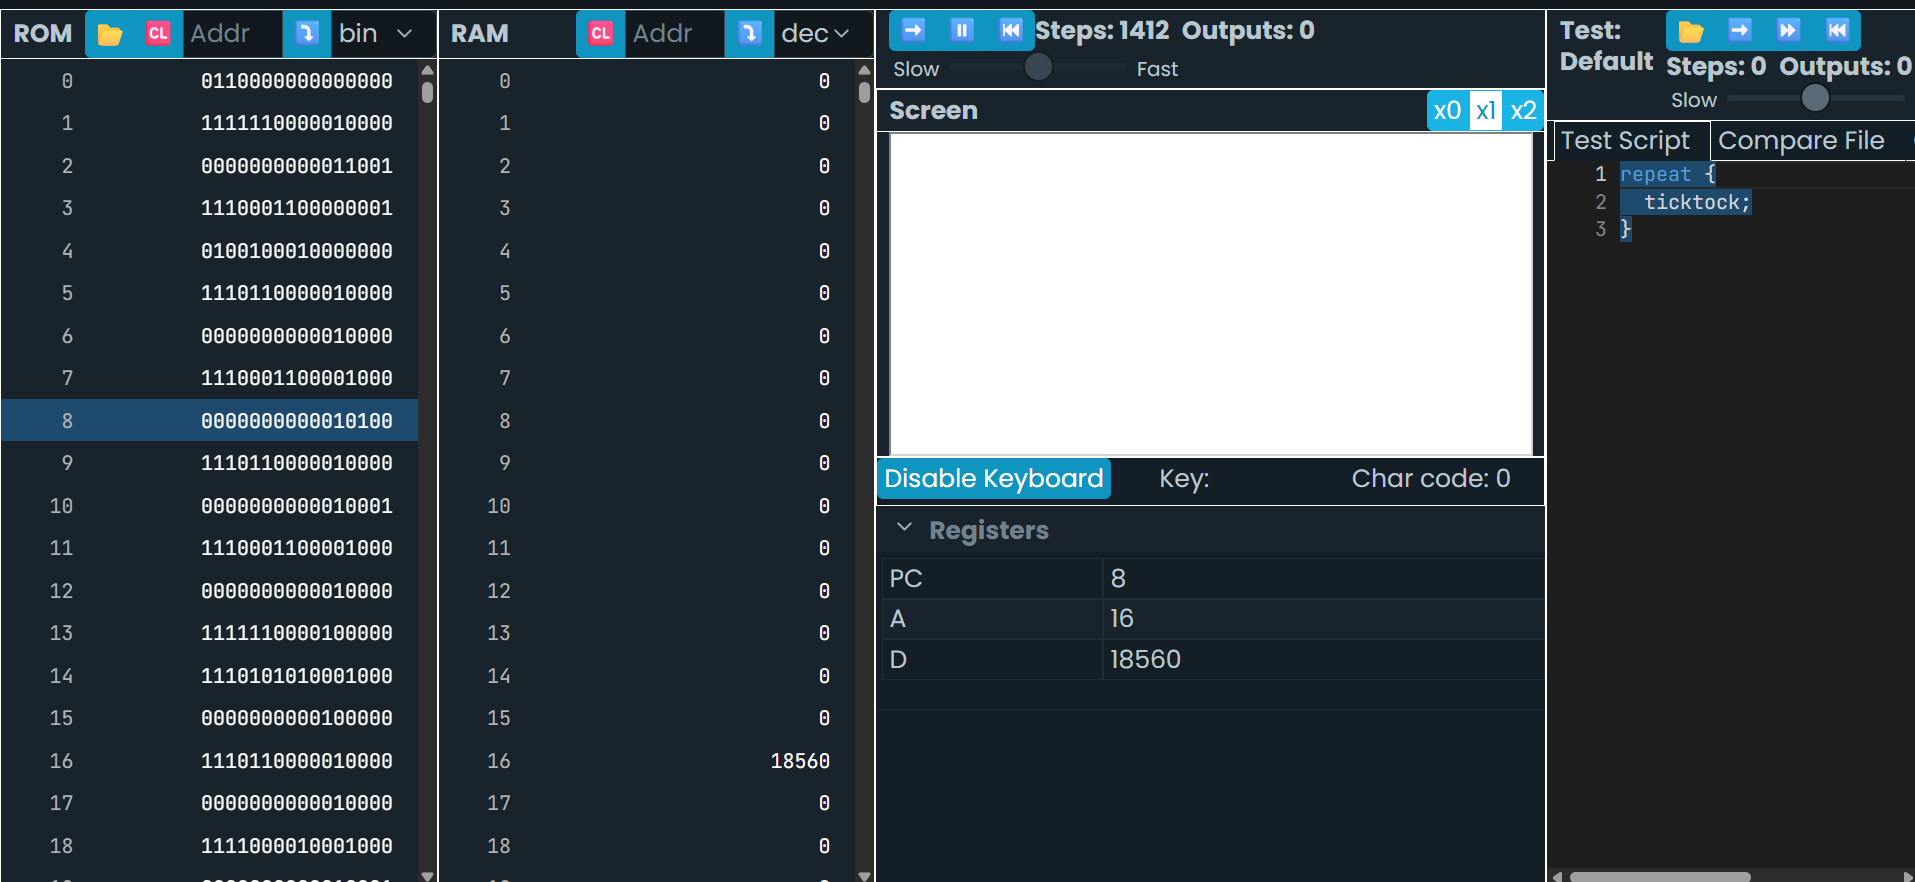 ROM CL Addr bin
0 0110000000000000
1 1111110000010000
2 0000000000011001
3 1110001100000001
4 0100100010000000
5 1110110000010000
6 0000000000010000
7 1110001100001000
8 0000000000010100
9 1110110000010000
10 0000000000010001
11 1110001100001000
12 0000000000010000
13 1111110000100000
14 1110101010001000
15 0000000000100000
16 1110110000010000
17 0000000000010000
18 1111000010001000
RAM CL Addr dec
0 0
1 0
2 0
3 0
4 0
5 0
6 0
7 0
8 0
9 0
10 0
11 0
12 0
13 0
14 0
15 0
16 18560
17 0
18 0
Steps: 1412 Outputs: 0
Slow Fast
Screen x0 x1 x2
Disable Keyboard Key: Char code: 0
Registers
PC 8
A 16
D 18560
Test:
Default
Steps: 0 Outputs: 0
Slow
Test Script Compare File
1 repeat {
2 ticktock;
3 }